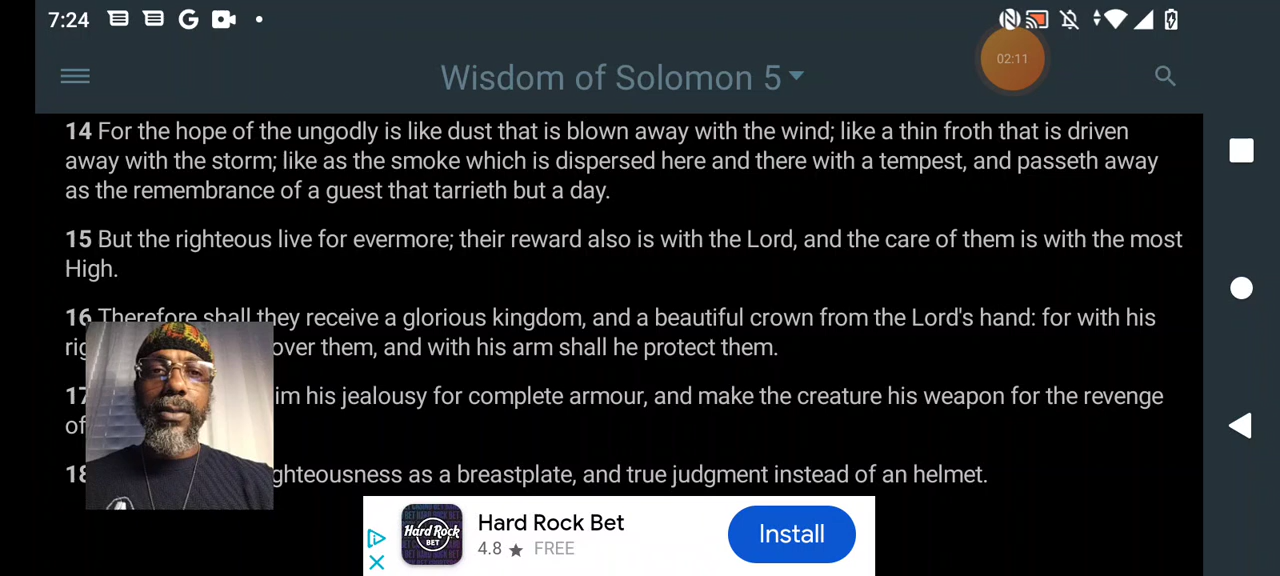 7:24
G
02:11
Wisdom of Solomon 5
14 For the hope of the ungodly is like dust that is blown away with the wind; like a thin froth that is driven
away with the storm; like as the smoke which is dispersed here and there with a tempest, and passeth away
as the remembrance of a guest that tarrieth but a day.
15 But the righteous live for evermore; their reward also is with the Lord, and the care of them is with the most
High.
16 Therefore shall they receive a glorious kingdom, and a beautiful crown from the Lord's hand: for with his
over them, and with his arm shall he protect them.
his jealousy for complete armour, and make the creature his weapon for the revenge
of
as a breastplate, and true judgment instead of an helmet.
Hard Rock
BET
Hard Rock Bet
4.8 ★ FREE
Install